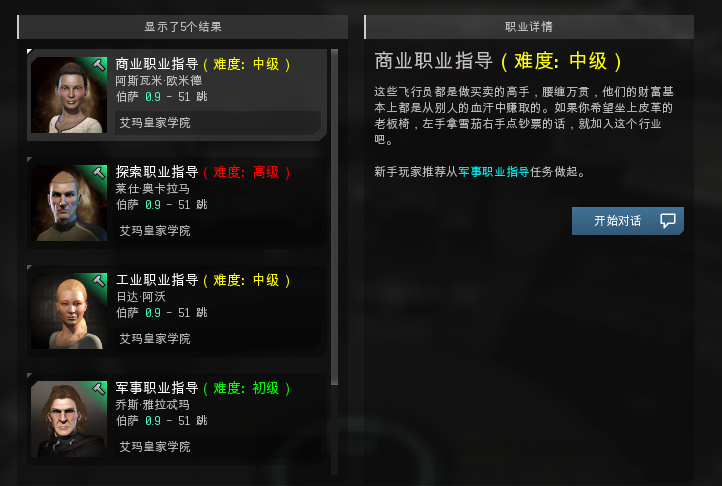 显示了5个结果
商业职业指导 ( 难度: 中级 )
阿斯瓦米·欧米德
伯萨 0.9 - 51 跳
艾玛皇家学院
探索职业指导 ( 难度: 高级 )
莱仕·奥卡拉马
伯萨 0.9 - 51 跳
艾玛皇家学院
工业职业指导 ( 难度: 中级 )
日达·阿沃
伯萨 0.9 - 51 跳
艾玛皇家学院
军事职业指导 ( 难度: 初级 )
乔斯·雅拉忒玛
伯萨 0.9 - 51 跳
艾玛皇家学院
职业详情
商业职业指导 ( 难度: 中级 )
这些飞行员都是做买卖的高手，腰缠万贯，他们的财富基
本上都是从别人的血汗中赚取的。如果你希望坐上皮革的
老板椅，左手拿雪茄右手点钞票的话，就加入这个行业
吧。
新手玩家推荐从军事职业指导任务做起。
开始对话